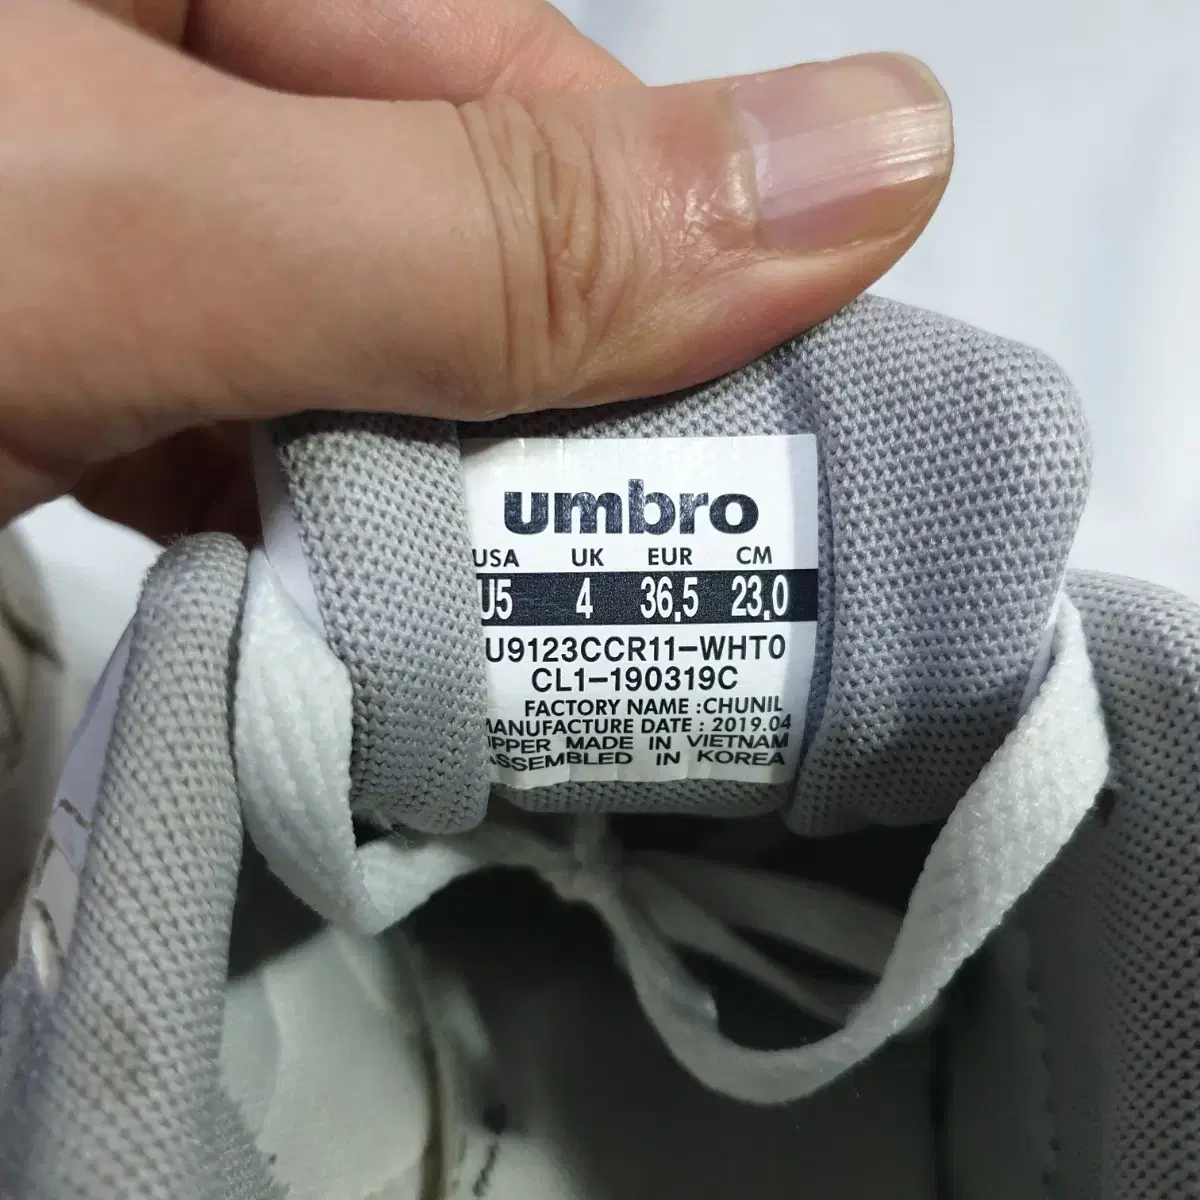 umbro
USA UK EUR CM
U5 4 36,5 23,0
U9123CCR11-WHT0
CL1-190319C
FACTORY NAME :CHUNIL
MANUFACTURE DATE : 2019.04
UPPER MADE IN VIETNAM
ASSEMBLED IN KOREA